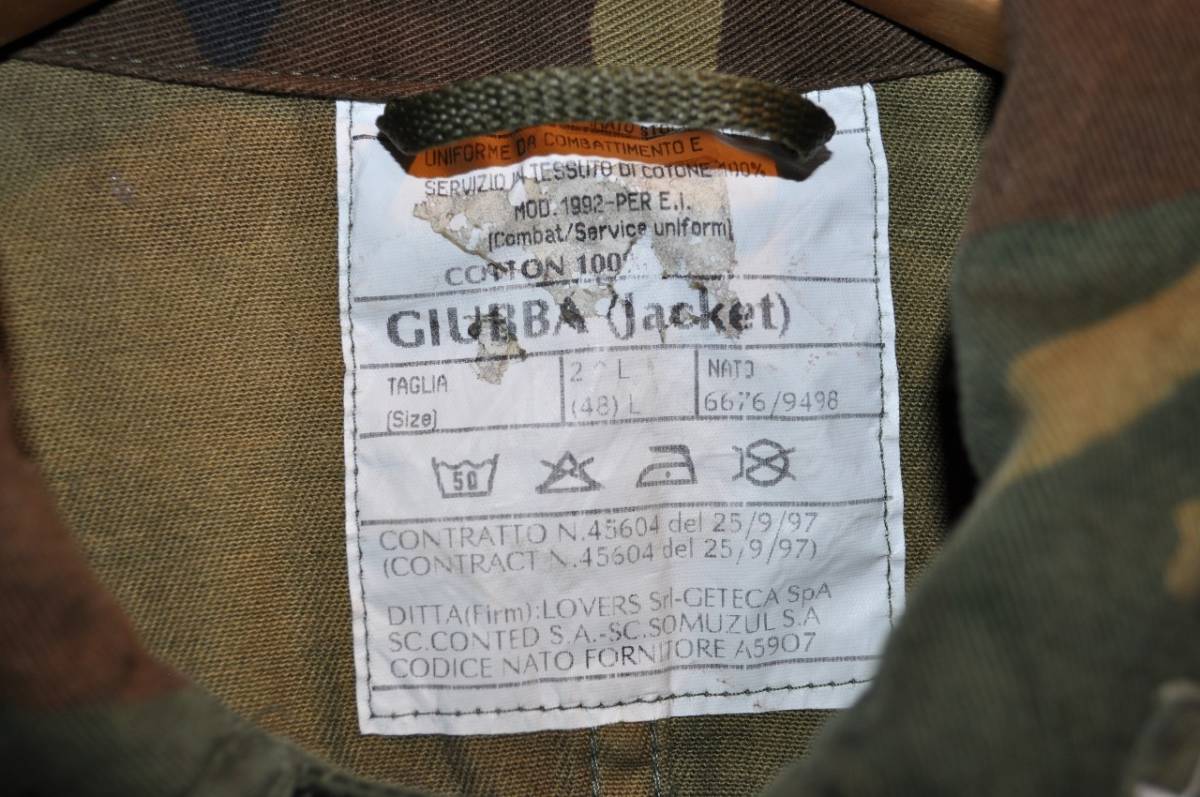 UNIFORME DA COMBATTIMENTO E
SERVIZIO IN TESSUTO DI COTONE 100%
MOD.1992-PER E.I.
(Combat/Service uniform)
COTTON 100%
GIUBBA (Jacket)
TAGLIA
(Size)
2 L
(48) L
NATO
6676/9498
50
CONTRATTO N.45604 del 25/9/97
(CONTRACT N.45604 del 25/9/97)
DITTA(Firm):LOVERS Srl-GETECA SpA
SC.CONTED S.A.-SC.SOMUZUL S.A
CODICE NATO FORNITORE A5907